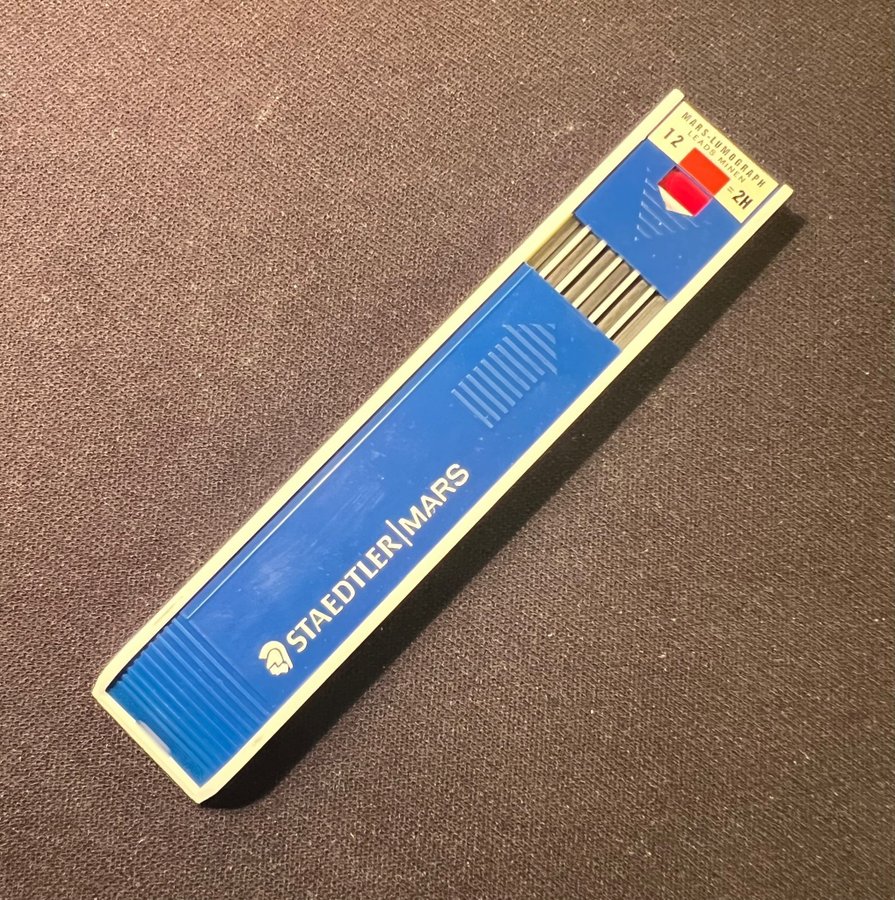 MARS-LUMOGRAPH
12 LEADS MINEN
= 2H
STAEDTLER|MARS